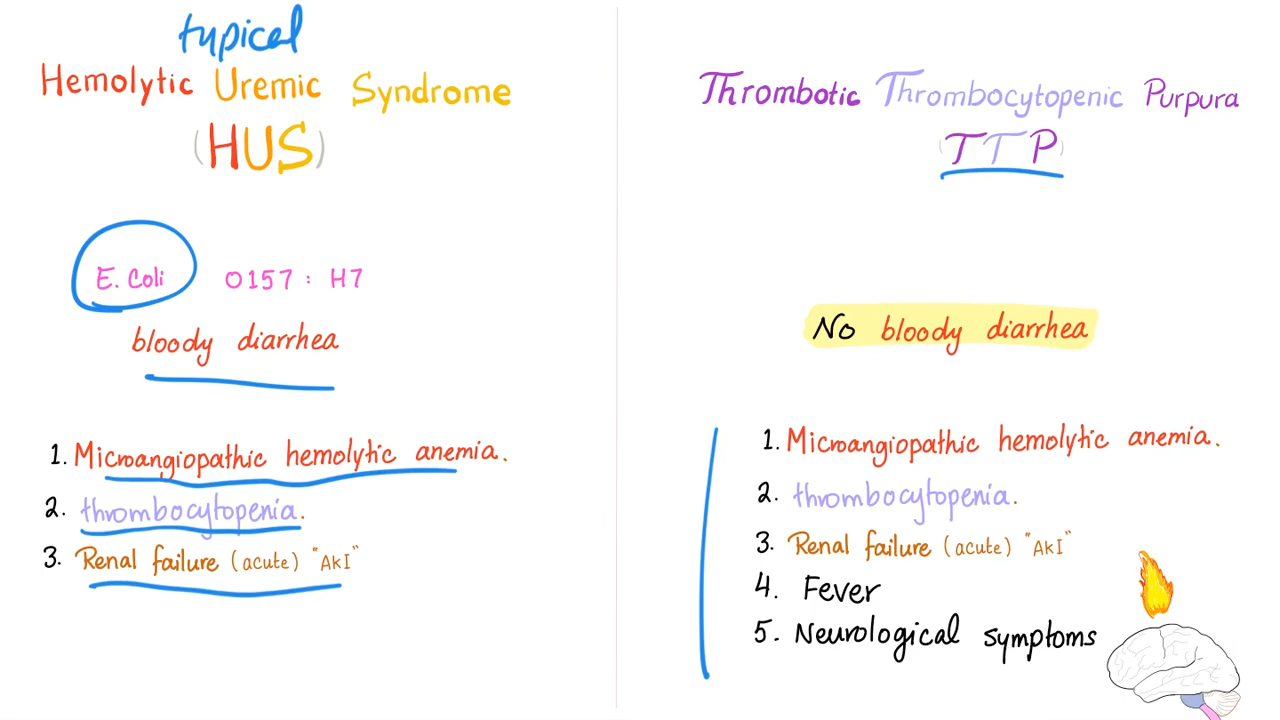 typical
Hemolytic Uremic Syndrome
(HUS)
E. Coli O157 : H7
bloody diarrhea
1. Microangiopathic hemolytic anemia.
2. thrombocytopenia.
3. Renal failure (acute) "AkI"
Thrombotic Thrombocytopenic Purpura
(TTP)
No bloody diarrhea
1. Microangiopathic hemolytic anemia.
2. thrombocytopenia.
3. Renal failure (acute) "AkI"
4. Fever
5. Neurological symptoms